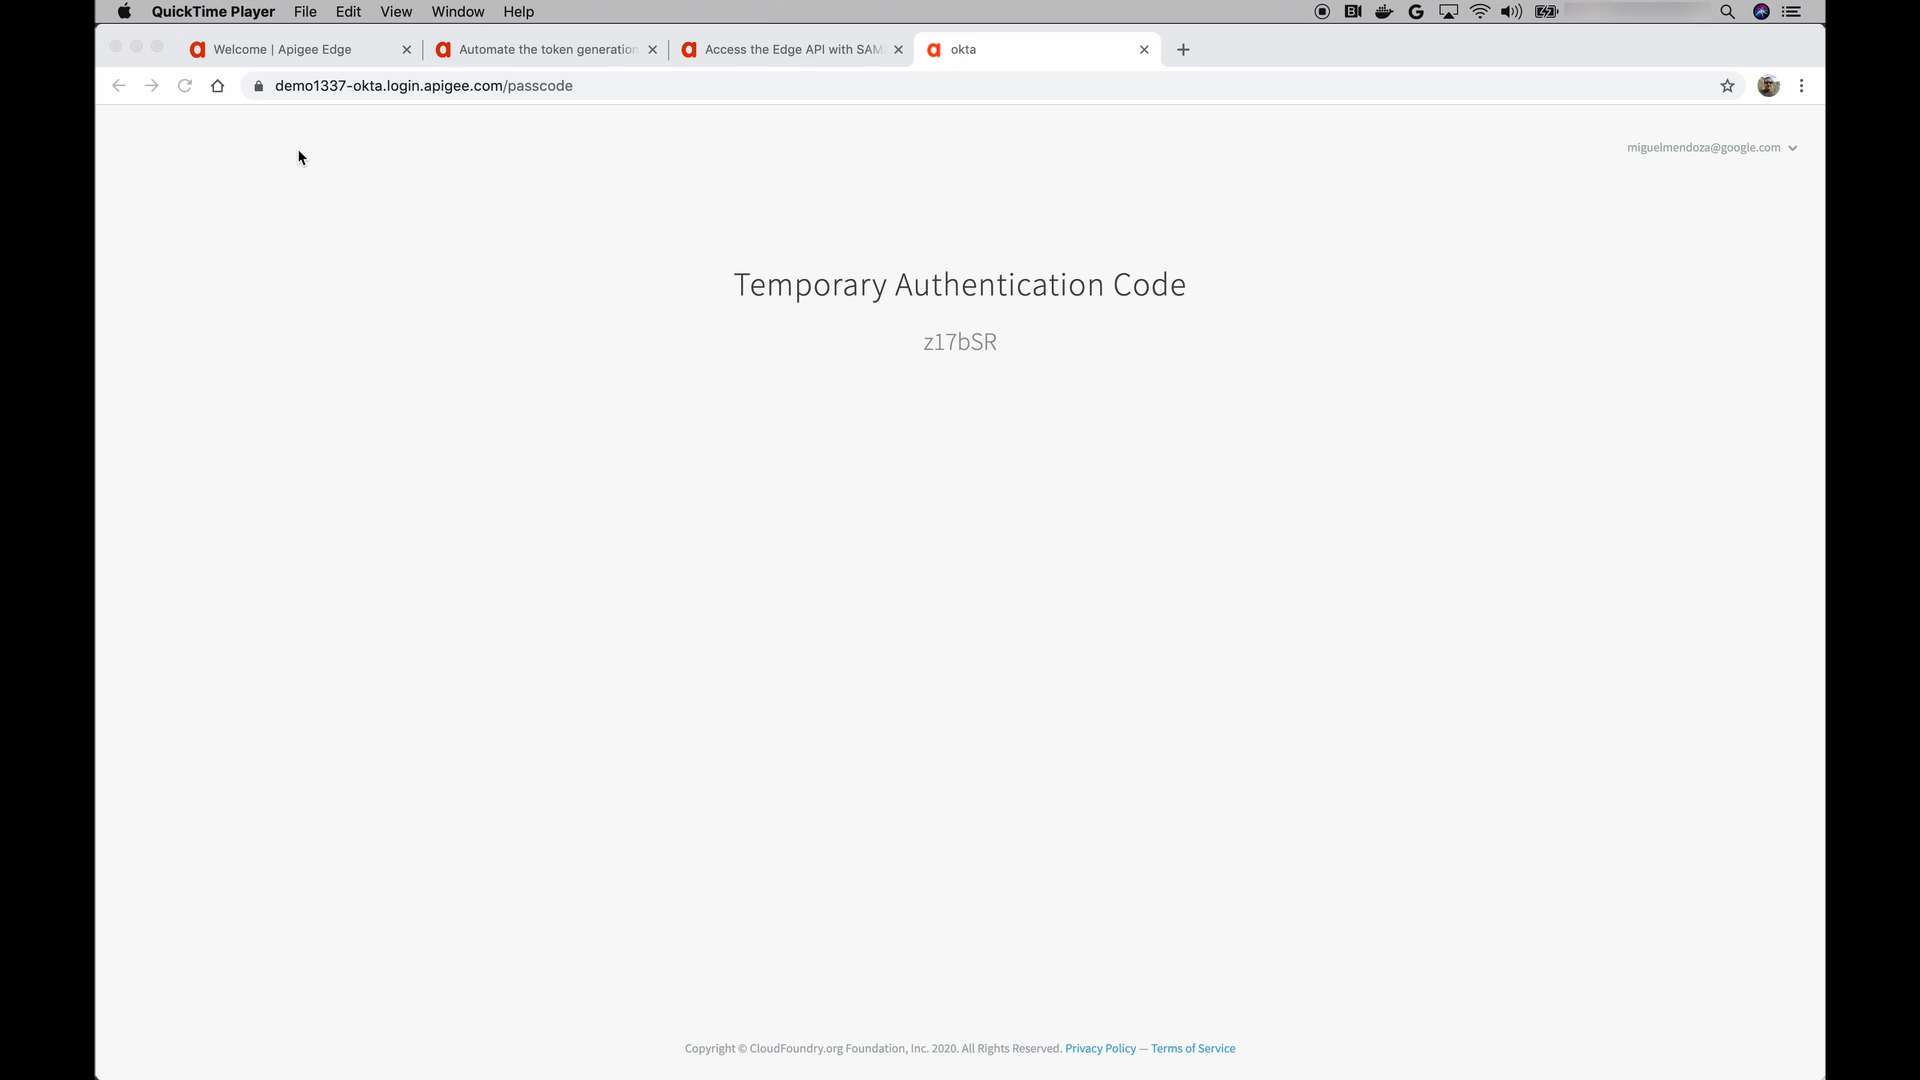 QuickTime Player File Edit View Window Help
Welcome | Apigee Edge
Automate the token generation
Access the Edge API with SAM
okta
demo1337-okta.login.apigee.com/passcode
miguelmendoza@google.com
Temporary Authentication Code
z17bSR
Copyright © CloudFoundry.org Foundation, Inc. 2020. All Rights Reserved. Privacy Policy — Terms of Service